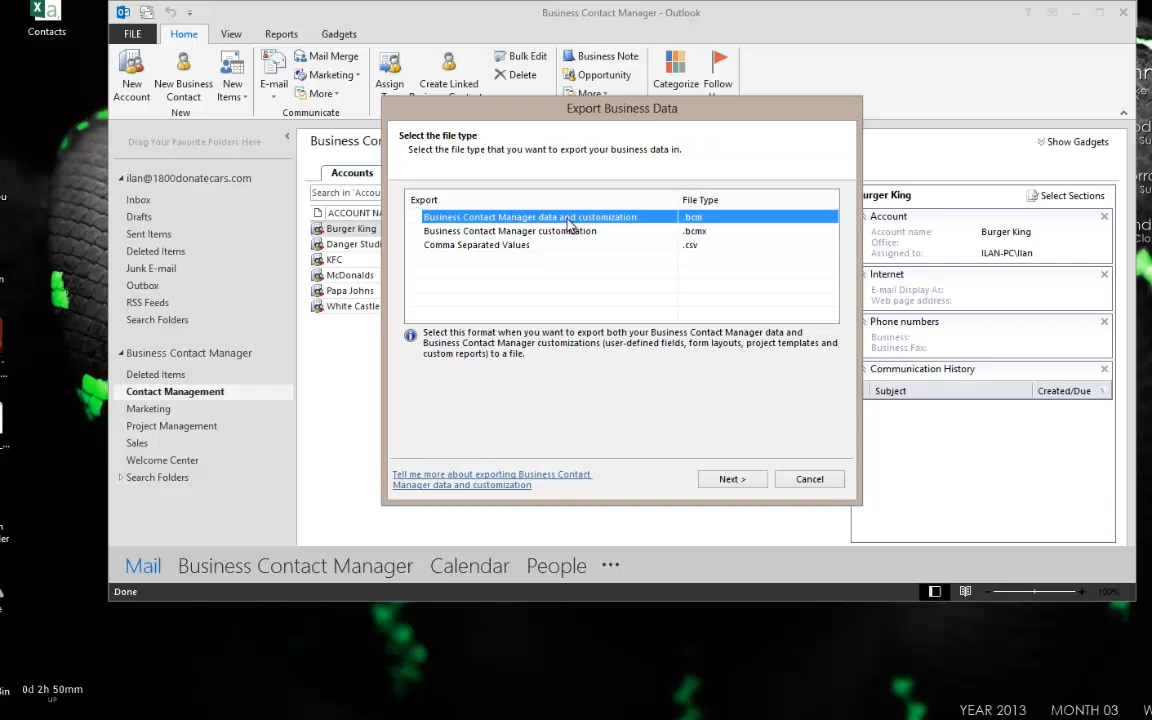 Contacts
Business Contact Manager - Outlook
?
FILE
Home
View
Reports
Gadgets
New Account
New Business Contact
New Items
E-mail
Mail Merge
Marketing
More
Assign
Create Linked
Bulk Edit
Delete
Business Note
Opportunity
More
Categorize
Follow
New
Communicate
Export Business Data
Select the file type
Select the file type that you want to export your business data in.
Export
File Type
Business Contact Manager data and customization
.bcm
Business Contact Manager customization
.bcmx
Comma Separated Values
.csv
Select this format when you want to export both your Business Contact Manager data and
Business Contact Manager customizations (user-defined fields, form layouts, project templates and
custom reports) to a file.
Tell me more about exporting Business Contact
Manager data and customization
Next >
Cancel
Drag Your Favorite Folders Here
ilan@1800donatecars.com
Inbox
Drafts
Sent Items
Deleted Items
Junk E-mail
Outbox
RSS Feeds
Search Folders
Business Contact Manager
Deleted Items
Contact Management
Marketing
Project Management
Sales
Welcome Center
Search Folders
Business Co
Accounts
Search in 'Accou
ACCOUNT NA
Burger King
Danger Studi
KFC
McDonalds
Papa Johns
White Castle
Show Gadgets
urger King
Select Sections
Account
Account name:
Burger King
Office:
Assigned to:
ILAN-PC\Ilan
Internet
E-mail Display As:
Web page address:
Phone numbers
Business:
Business Fax:
Communication History
Subject
Created/Due
Mail
Business Contact Manager
Calendar
People
•••
Done
100%
0d 2h 50mm
UP
YEAR 2013
MONTH 03